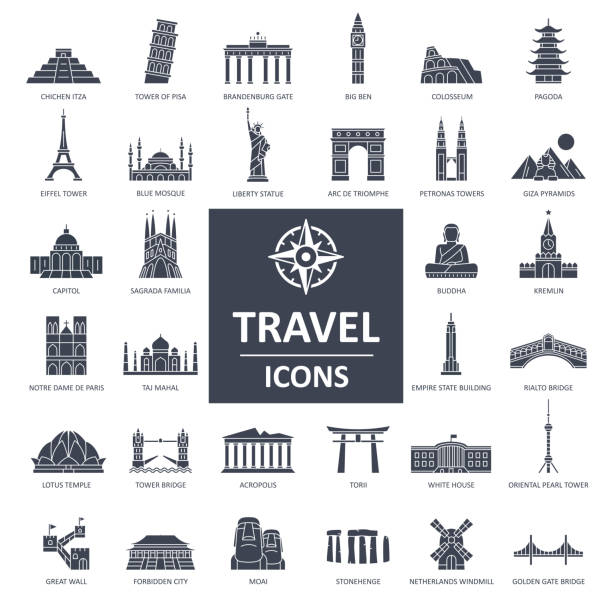 CHICHEN ITZA
TOWER OF PISA
BRANDENBURG GATE
BIG BEN
COLOSSEUM
PAGODA
EIFFEL TOWER
BLUE MOSQUE
LIBERTY STATUE
ARC DE TRIOMPHE
PETRONAS TOWERS
GIZA PYRAMIDS
CAPITOL
SAGRADA FAMILIA
BUDDHA
KREMLIN
TRAVEL
ICONS
NOTRE DAME DE PARIS
TAJ MAHAL
EMPIRE STATE BUILDING
RIALTO BRIDGE
LOTUS TEMPLE
TOWER BRIDGE
ACROPOLIS
TORII
WHITE HOUSE
ORIENTAL PEARL TOWER
GREAT WALL
FORBIDDEN CITY
MOAI
STONEHENGE
NETHERLANDS WINDMILL
GOLDEN GATE BRIDGE